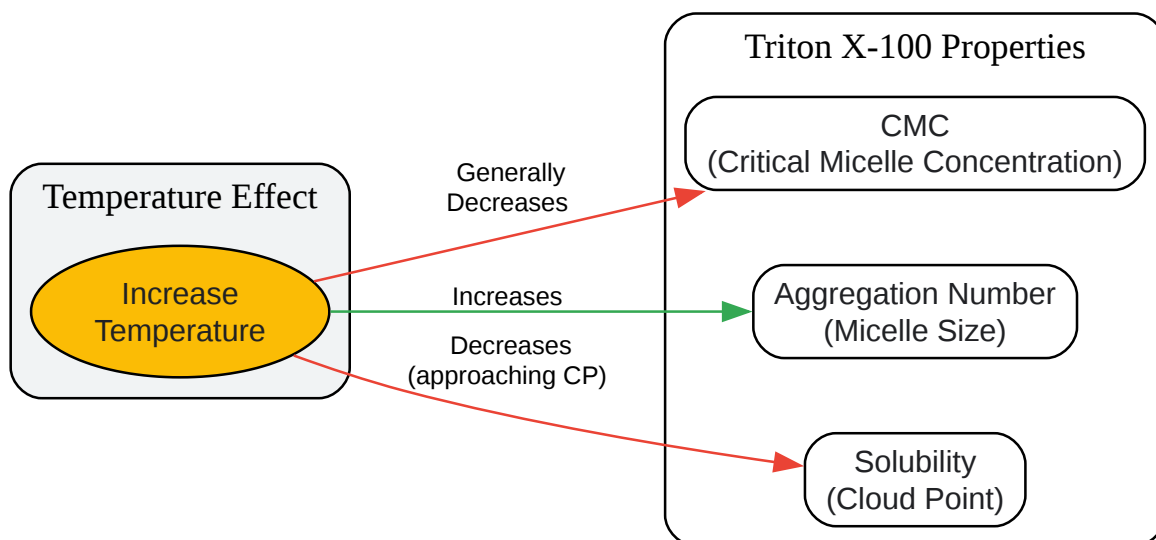 Temperature Effect
Increase
Temperature
Generally
Decreases
Increases
Decreases
(approaching CP)
Triton X-100 Properties
CMC
(Critical Micelle Concentration)
Aggregation Number
(Micelle Size)
Solubility
(Cloud Point)